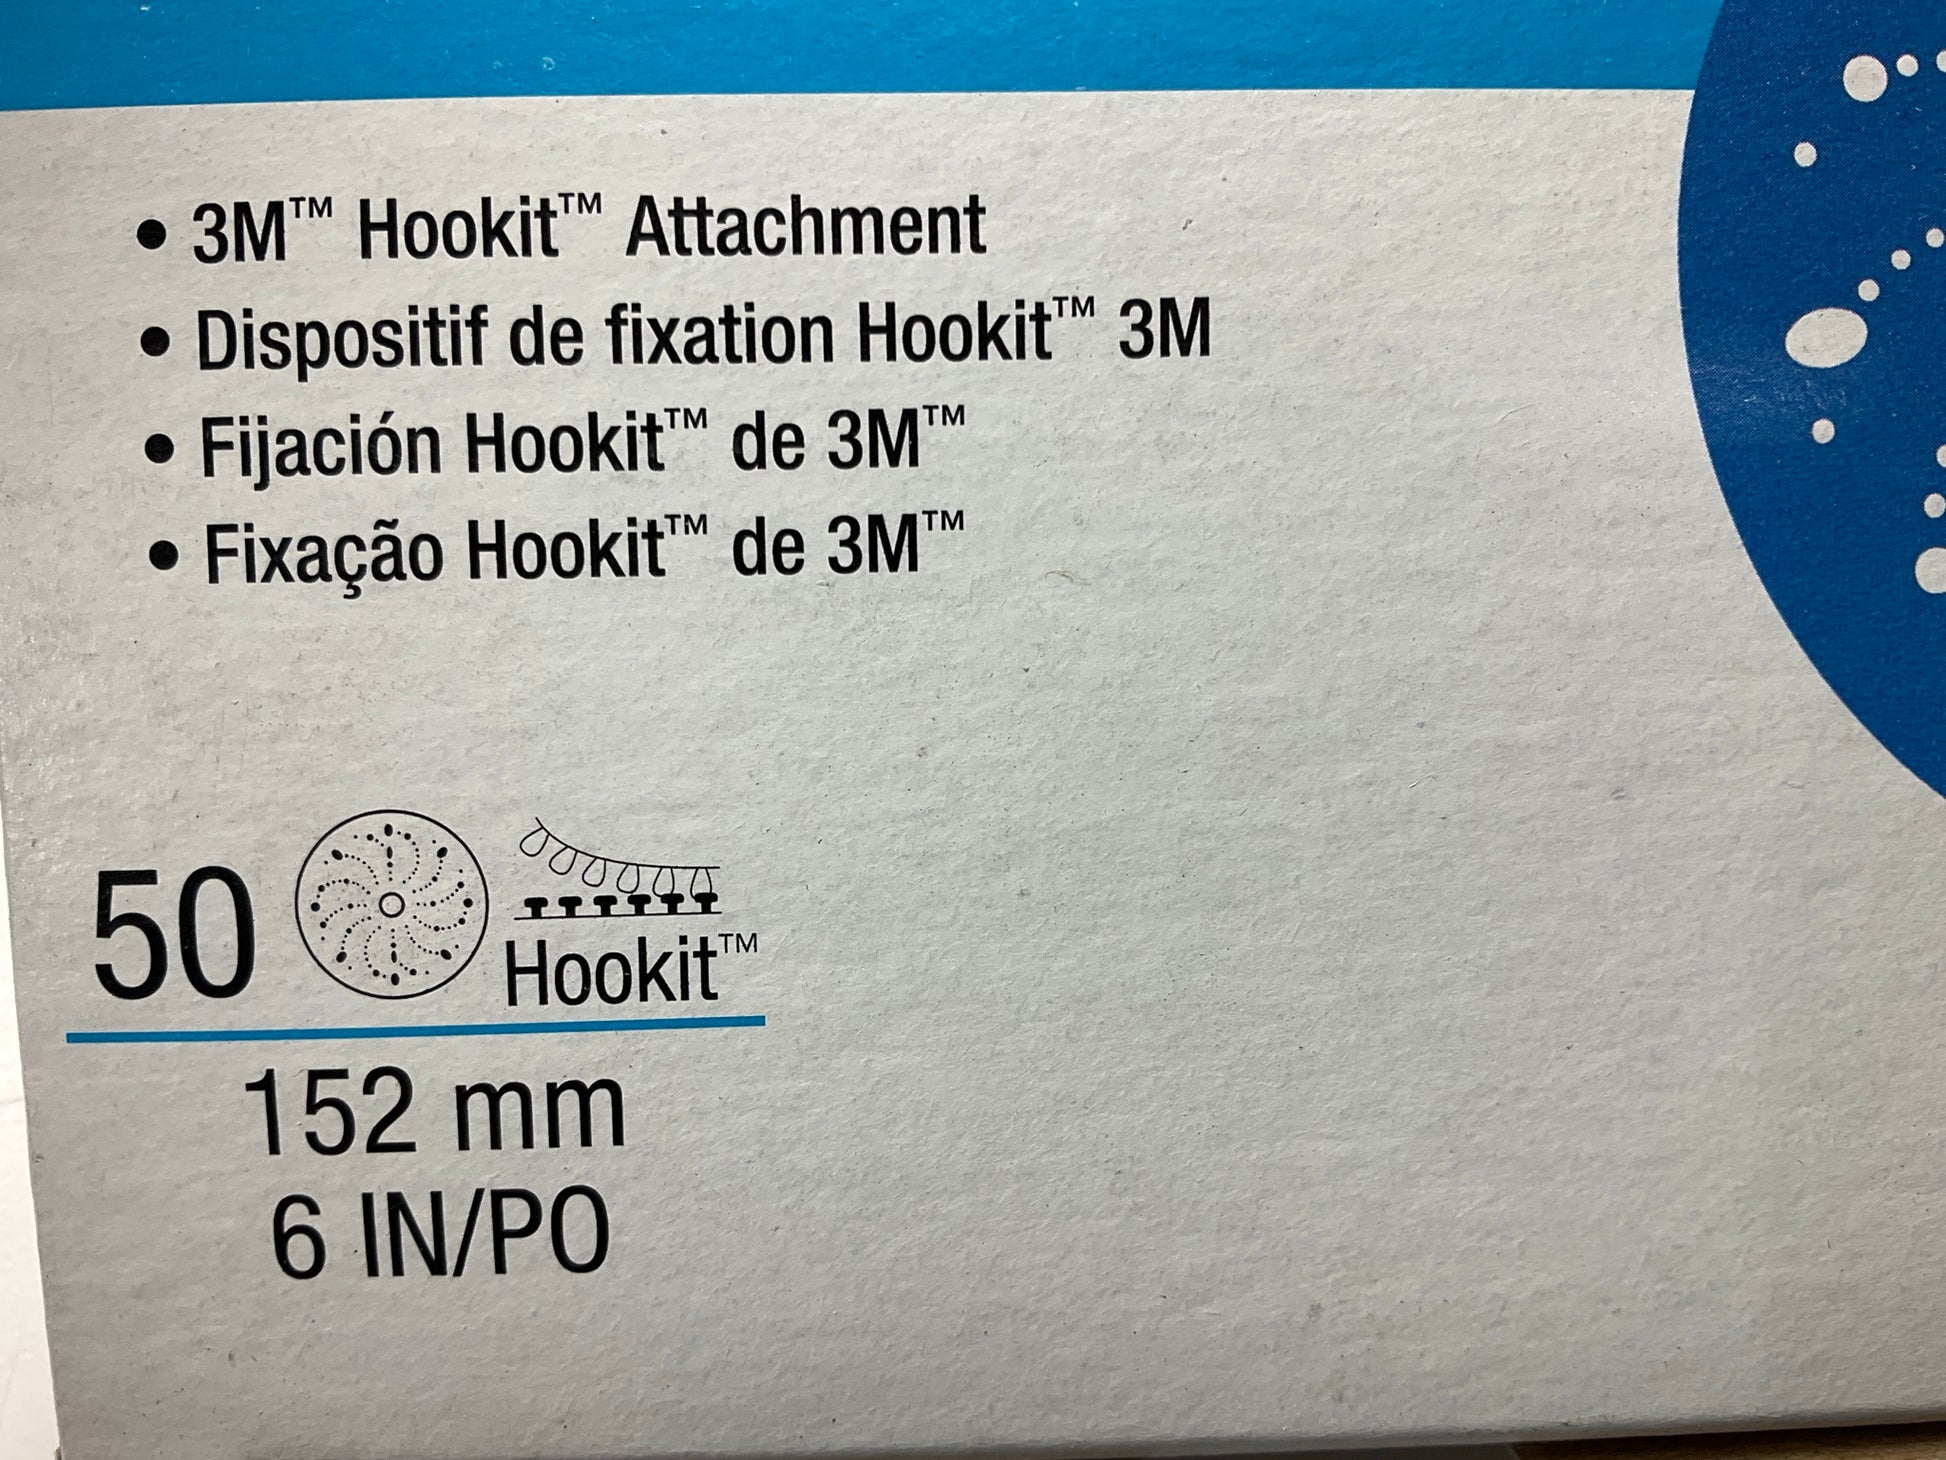 • 3M™ Hookit™ Attachment
• Dispositif de fixation Hookit™ 3M
• Fijación Hookit™ de 3M™
• Fixação Hookit™ de 3M™
50
Hookit™
152 mm
6 IN/PO